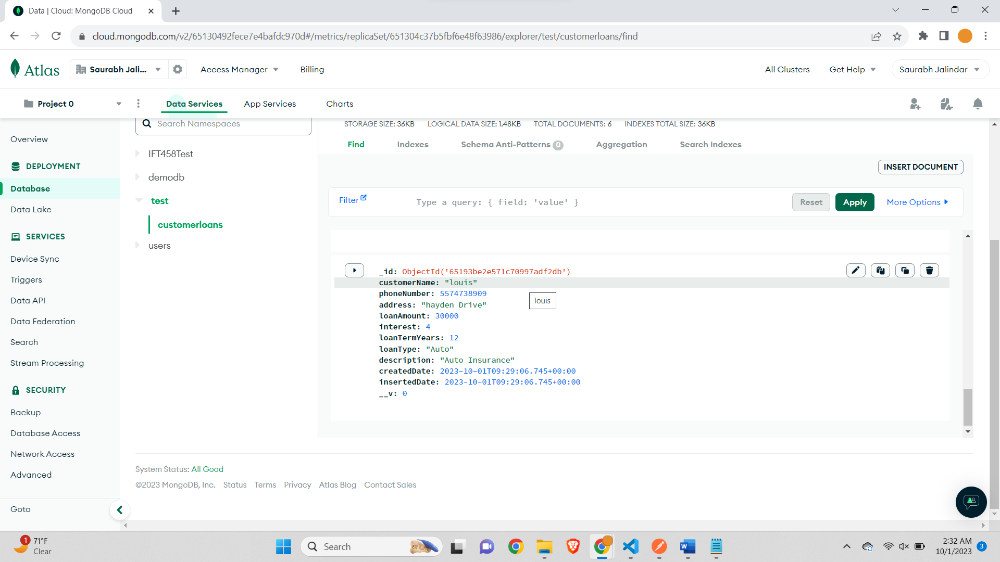 Data | Cloud: MongoDB Cloud
cloud.mongodb.com/v2/65130492fece7e4bafdc970d#/metrics/replicaSet/651304c37b5fbf6e48f63986/explorer/test/customerloans/find
Atlas
Saurabh Jali...
Access Manager
Billing
All Clusters
Get Help
Saurabh Jalindar
Project 0
Data Services
App Services
Charts
Overview
DEPLOYMENT
Database
Data Lake
SERVICES
Device Sync
Triggers
Data API
Data Federation
Search
Stream Processing
SECURITY
Backup
Database Access
Network Access
Advanced
Goto
Search Namespaces
IFT458Test
demodb
test
customerloans
users
STORAGE SIZE: 36KB LOGICAL DATA SIZE: 1.48KB TOTAL DOCUMENTS: 6 INDEXES TOTAL SIZE: 36KB
Find Indexes Schema Anti-Patterns 0 Aggregation Search Indexes
INSERT DOCUMENT
Filter Type a query: { field: 'value' } Reset Apply More Options
_id: ObjectId('65193be2e571c70997adf2db')
customerName: "louis"
phoneNumber: 5574738909
louis
address: "hayden Drive"
loanAmount: 30000
interest: 4
loanTermYears: 12
loanType: "Auto"
description: "Auto Insurance"
createdDate: 2023-10-01T09:29:06.745+00:00
insertedDate: 2023-10-01T09:29:06.745+00:00
__v: 0
System Status: All Good
©2023 MongoDB, Inc. Status Terms Privacy Atlas Blog Contact Sales
1
71°F
Clear
Search
W
2:32 AM
10/1/2023
3